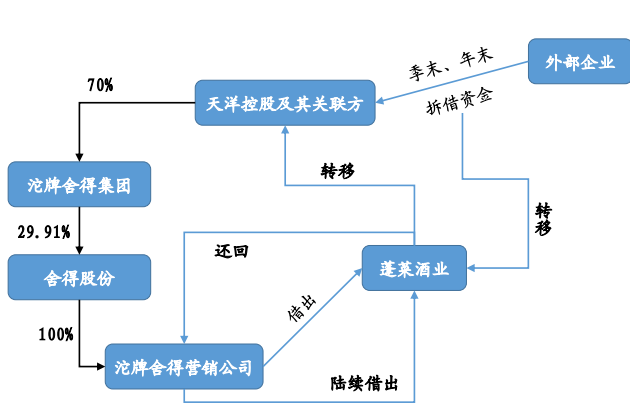 外部企业
季末、年末
70%
天洋控股及其关联方
拆借资金
沱牌舍得集团
转移
转移
29.91%
还回
舍得股份
蓬莱酒业
借出
100%
沱牌舍得营销公司
陆续借出